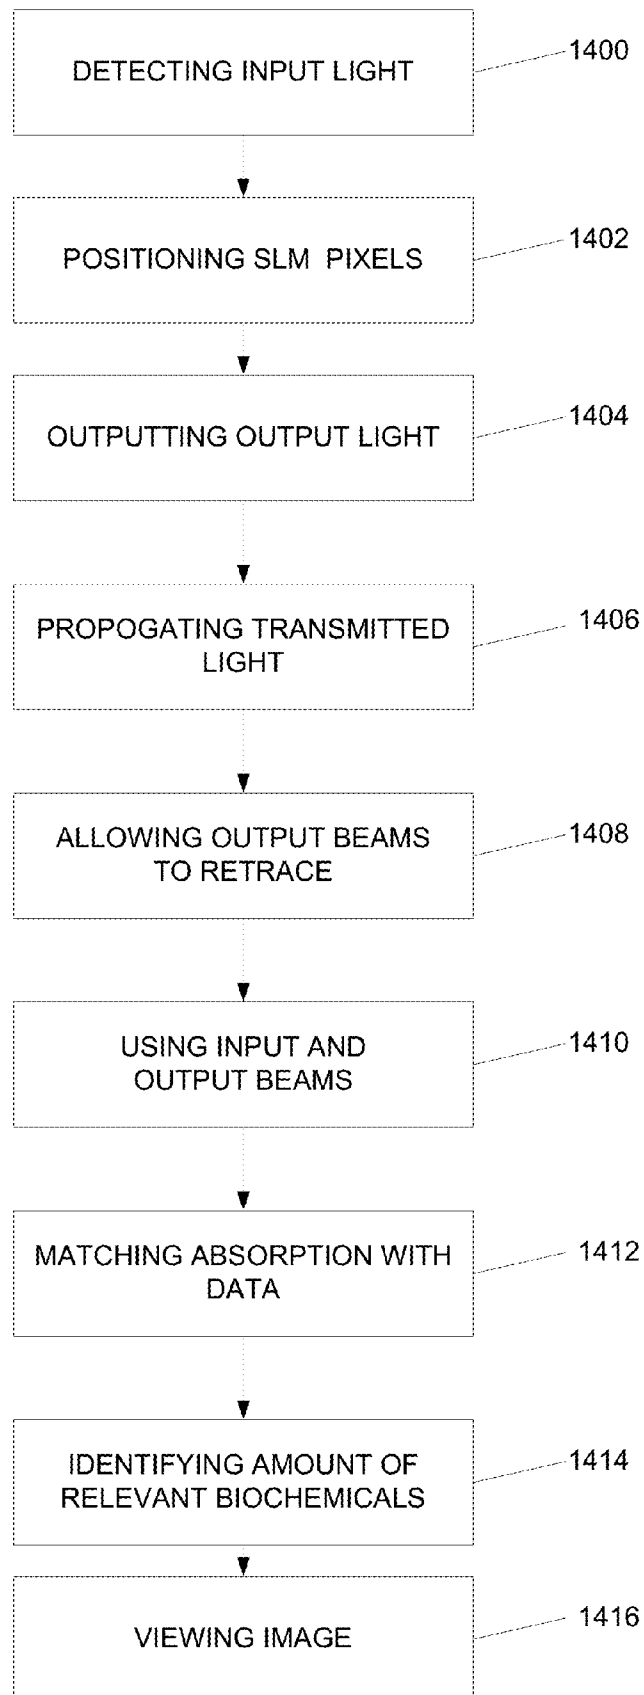 DETECTING INPUT LIGHT
1400
POSITIONING SLM PIXELS
1402
OUTPUTTING OUTPUT LIGHT
1404
PROPOGATING TRANSMITTED
LIGHT
1406
ALLOWING OUTPUT BEAMS
TO RETRACE
1408
USING INPUT AND
OUTPUT BEAMS
1410
MATCHING ABSORPTION WITH
DATA
1412
IDENTIFYING AMOUNT OF
RELEVANT BIOCHEMICALS
1414
VIEWING IMAGE
1416